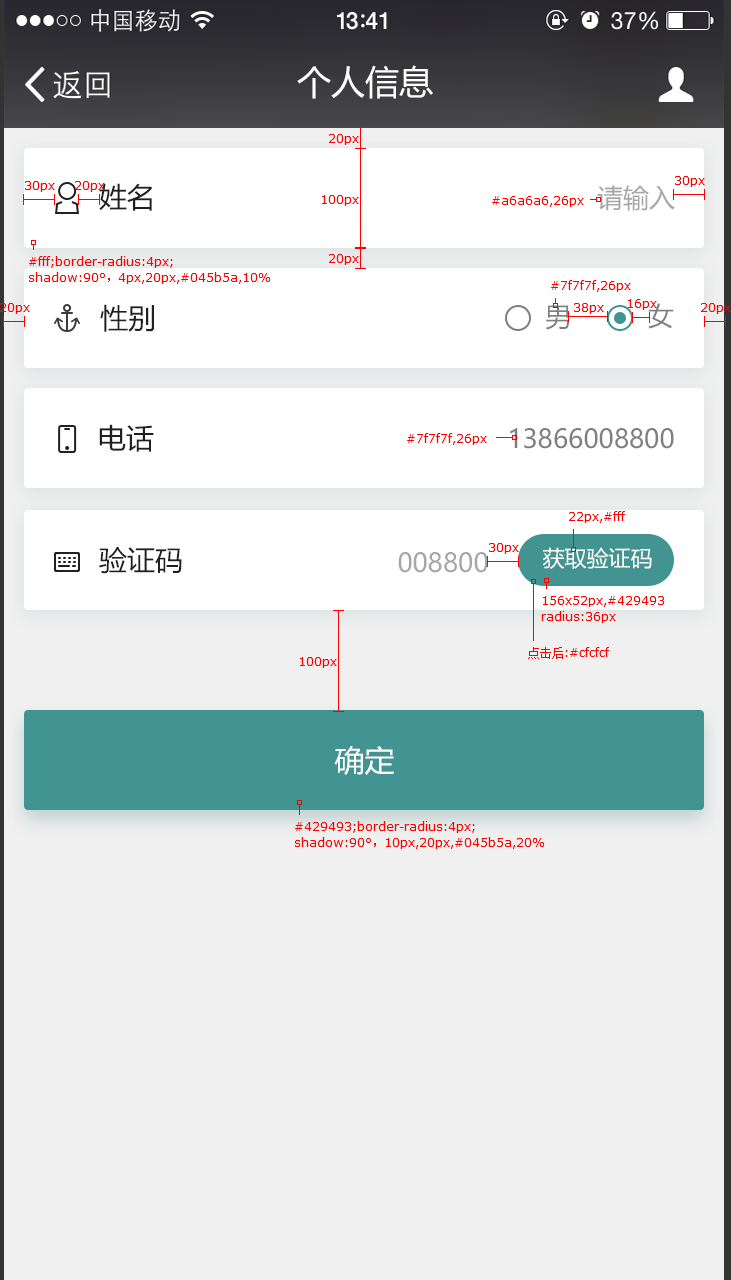 中国移动 13:41 37%
返回 个人信息
20px
30px 20px 姓名 100px #a6a6a6,26px 请输入 30px
#fff;border-radius:4px;
shadow:90°, 4px,20px,#045b5a,10%
20px
#7f7f7f,26px
20px 性别 男 38px 16px 女 20px
电话 #7f7f7f,26px 13866008800
22px,#fff
验证码 008800 30px 获取验证码
156x52px,#429493
radius:36px
点击后:#cfcfcf
100px
确定
#429493;border-radius:4px;
shadow:90°, 10px,20px,#045b5a,20%